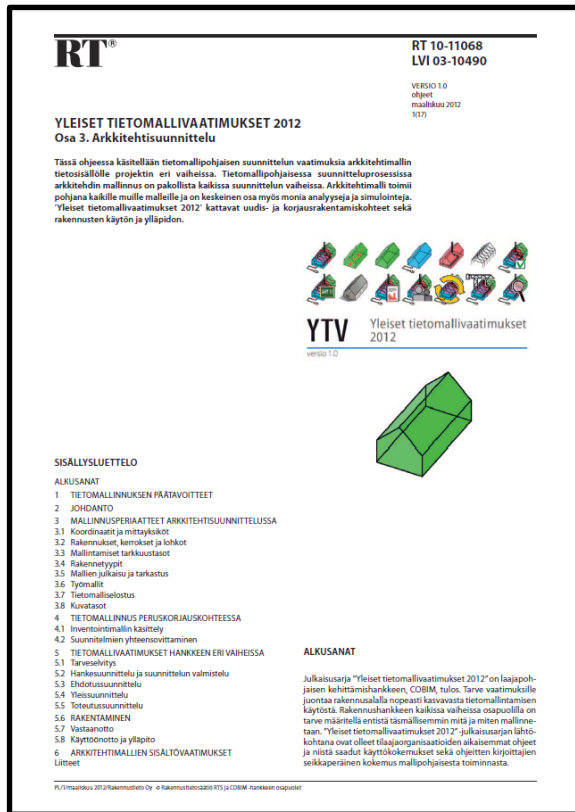 RT®
RT 10-11068
LVI 03-10490
VERSIO 1.0
ohjeet
maaliskuu 2012
1(17)
YLEISET TIETOMALLIVAATIMUKSET 2012
Osa 3. Arkkitehtisuunnittelu
Tässä ohjeessa käsitellään tietomallipohjaisen suunnittelun vaatimuksia arkkitehtimallin
tietosisällölle projektin eri vaiheissa. Tietomallipohjaisessa suunnitteluprosessissa
arkkitehdin mallinnus on pakollista kaikissa suunnittelun vaiheissa. Arkkitehtimalli toimii
pohjana kaikille muille malleille ja on keskeinen osa myös monia analyyseja ja simulointeja.
'Yleiset tietomallivaatimukset 2012' kattavat uudis- ja korjausrakentamiskohteet sekä
rakennusten käytön ja ylläpidon.
YTV Yleiset tietomallivaatimukset
2012
versio 1.0
SISÄLLYSLUETTELO
ALKUSANAT
1 TIETOMALLINNUKSEN PÄÄTAVOITTEET
2 JOHDANTO
3 MALLINNUSPERIAATTEET ARKKITEHTISUUNNITTELUSSA
3.1 Koordinaatit ja mittayksiköt
3.2 Rakennukset, kerrokset ja lohkot
3.3 Mallintamiset tarkkuustasot
3.4 Rakennetyypit
3.5 Mallien julkaisu ja tarkastus
3.6 Työmallit
3.7 Tietomalliselostus
3.8 Kuvatasot
4 TIETOMALLINNUS PERUSKORJAUSKOHTEESSA
4.1 Inventointimallin käsittely
4.2 Suunnitelmien yhteensovittaminen
5 TIETOMALLIVAATIMUKSET HANKKEEN ERI VAIHEISSA
5.1 Tarveselvitys
5.2 Hankesuunnittelu ja suunnittelun valmistelu
5.3 Ehdotussuunnittelu
5.4 Yleissuunnittelu
5.5 Toteutussuunnittelu
5.6 RAKENTAMINEN
5.7 Vastaanotto
5.8 Käyttöönotto ja ylläpito
6 ARKKITEHTIMALLIEN SISÄLTÖVAATIMUKSET
Liitteet
ALKUSANAT
Julkaisusarja "Yleiset tietomallivaatimukset 2012" on laajapoh-
jaisen kehittämishankkeen, COBIM, tulos. Tarve vaatimuksille
juontaa rakennusalalla nopeasti kasvavasta tietomallintamisen
käytöstä. Rakennushankkeen kaikissa vaiheissa osapuolilla on
tarve määritellä entistä täsmällisemmin mitä ja miten mallinne-
taan. "Yleiset tietomallivaatimukset 2012" -julkaisusarjan lähtö-
kohtana ovat olleet tilaajaorganisaatioiden aikaisemmat ohjeet
ja niistä saadut käyttökokemukset sekä ohjeiden kirjoittajien
seikkaperäinen kokemus mallipohjaisesta toiminnasta.
PL/1/maaliskuu 2012/Rakennustieto Oy © Rakennustietosäätiö RTS ja COBIM -hankkeen osapuolet